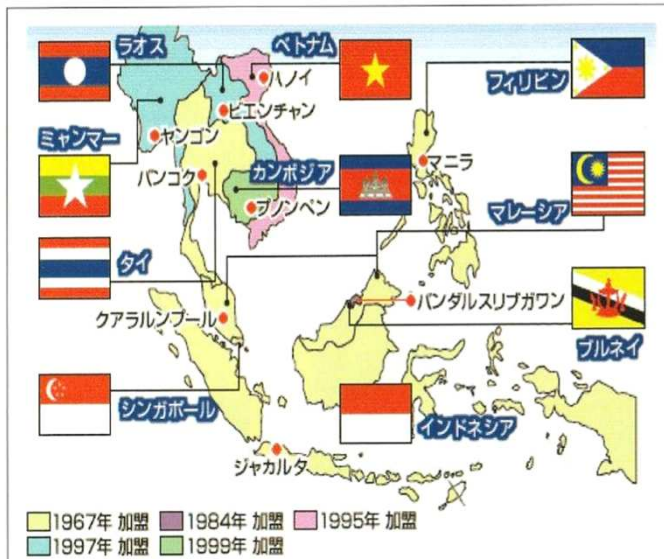 ラオス
ベトナム
ハノイ
フィリピン
ビエンチャン
ミャンマー
ヤンゴン
マニラ
バンコク
カンボジア
プノンペン
マレーシア
タイ
バンダルスリブガワン
クアラルンプール
ブルネイ
シンガポール
インドネシア
ジャカルタ
1967年 加盟
1984年 加盟
1995年 加盟
1997年 加盟
1999年 加盟